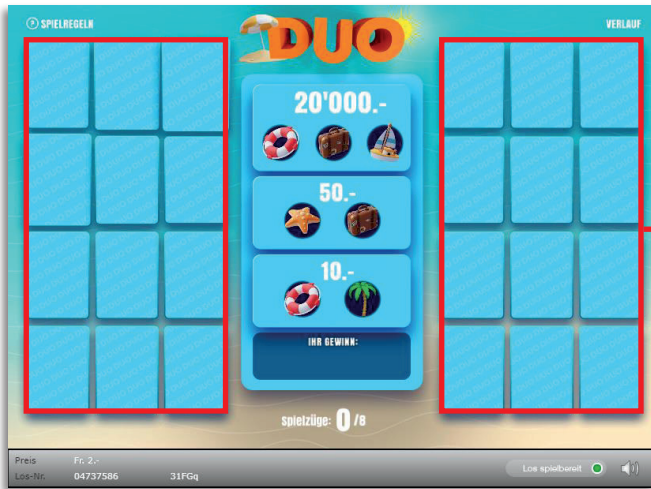 ? SPIELREGELN
VERLAUF
DUO
20'000.-
50.-
10.-
IHR GEWINN:
spielzüge: 0 /8
Preis Fr. 2.-
Los spielbereit
Los-Nr. 04737586 31FGq